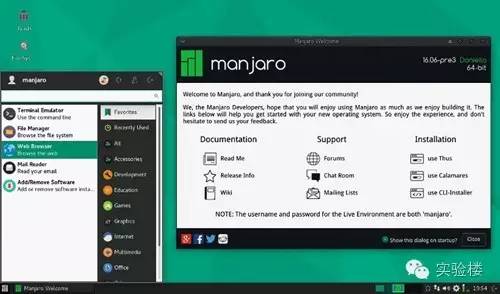 manjaro
Terminal Emulator
Use the command line
File Manager
Browse the file system
Web Browser
Browse the web
Mail Reader
Read your email
Add/Remove Software
Add or remove software insta...
Favorites
Recently Used
All
Accessories
Development
Education
Games
Graphics
Internet
Multimedia
Office
Manjaro Welcome
manjaro
16.06-pre3 Daniella
64-bit
Welcome to Manjaro, and thank you for joining our community!
We, the Manjaro Developers, hope that you will enjoy using Manjaro as much as we enjoy building it. The
links below will help you get started with your new operating system. So enjoy the experience, and don't
hesitate to send us your feedback.
Documentation
Read Me
Release Info
Wiki
Support
Forums
Chat Room
Mailing Lists
Installation
use Thus
use Calamares
use CLI-Installer
NOTE: The username and password for the Live Environment are both 'manjaro'.
Show this dialog on startup?
Close
实验楼
Manjaro Welcome
19:54